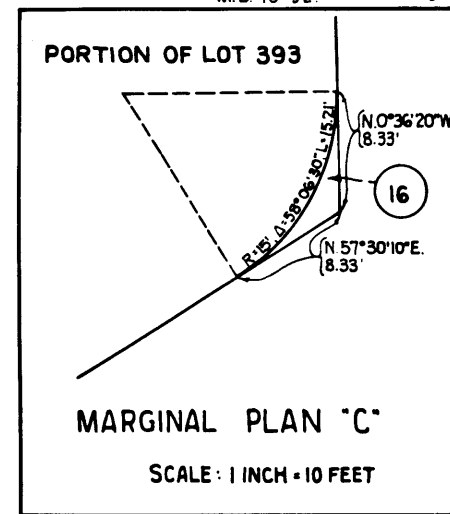 PORTION OF LOT 393
N.0°36'20"W
8.33'
R=15'. Δ=58°06'30" L=15.21'
16
N.57°30'10"E.
8.33'
MARGINAL PLAN "C"
SCALE: 1 INCH = 10 FEET